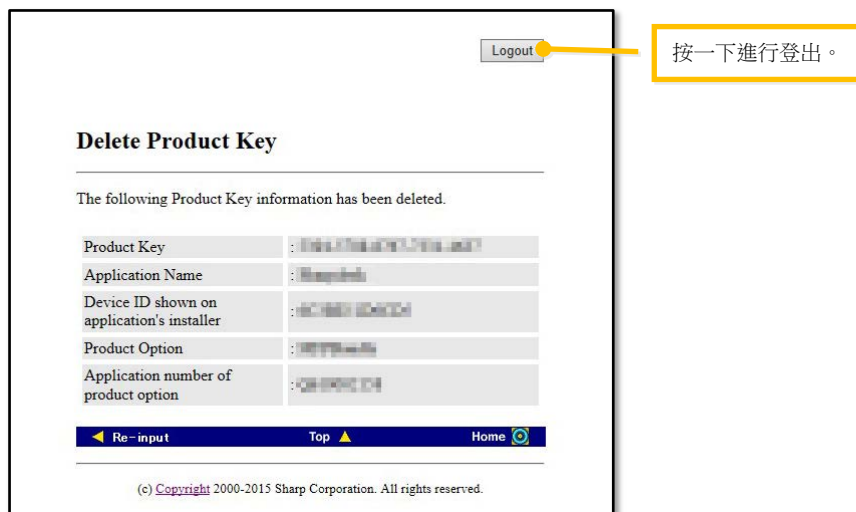 Logout
按一下進行登出。
Delete Product Key
The following Product Key information has been deleted.
Product Key :
Application Name :
Device ID shown on
application's installer :
Product Option :
Application number of
product option :
Re-input Top Home
(c) Copyright 2000-2015 Sharp Corporation. All rights reserved.